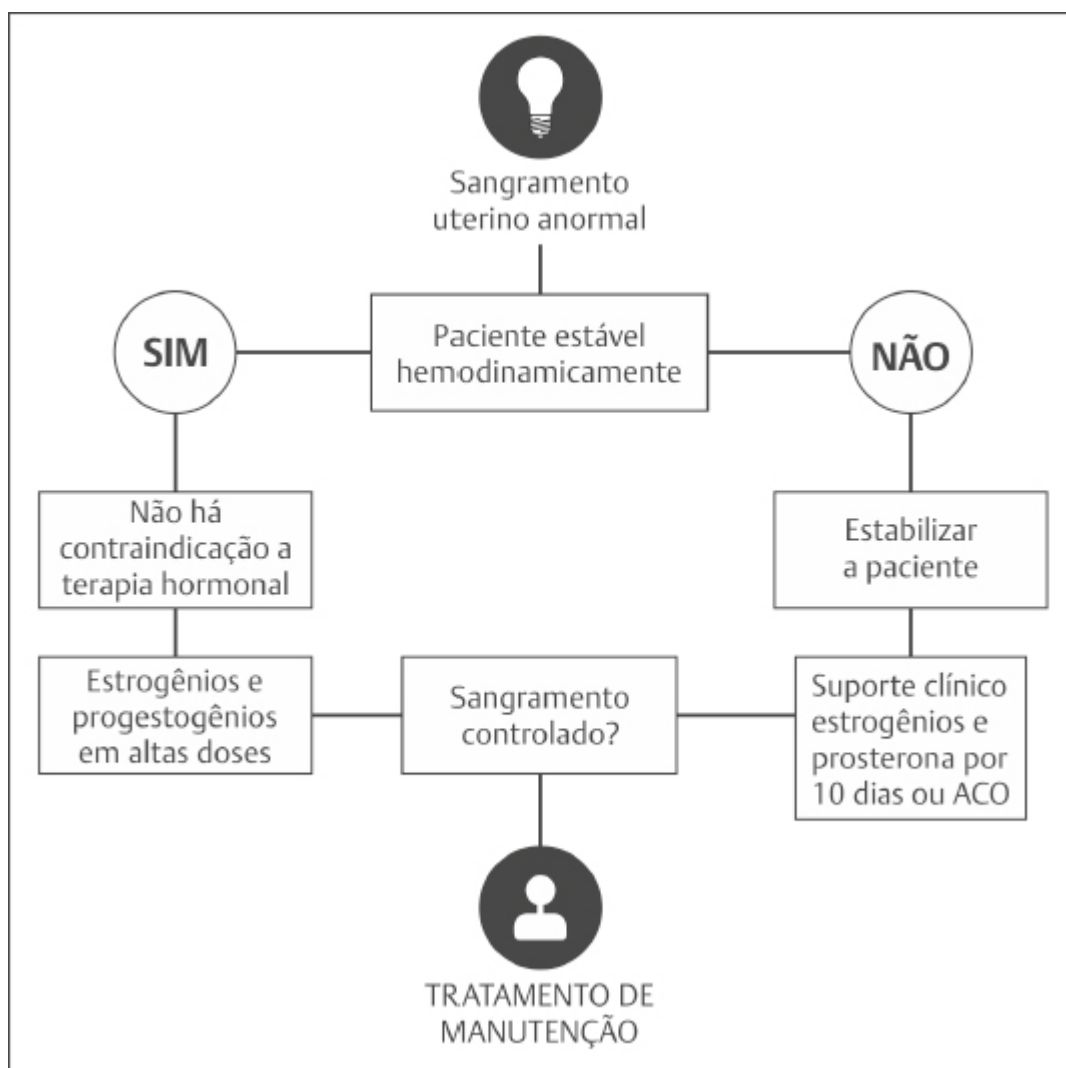 Sangramento
uterino anormal
SIM
Paciente estável
hemodinamicamente
NÃO
Não há
contraindicação a
terapia hormonal
Estabilizar
a paciente
Estrogênios e
progestogênios
em altas doses
Sangramento
controlado?
Suporte clínico
estrogênios e
prosterona por
10 dias ou ACO
TRATAMENTO DE
MANUTENÇÃO